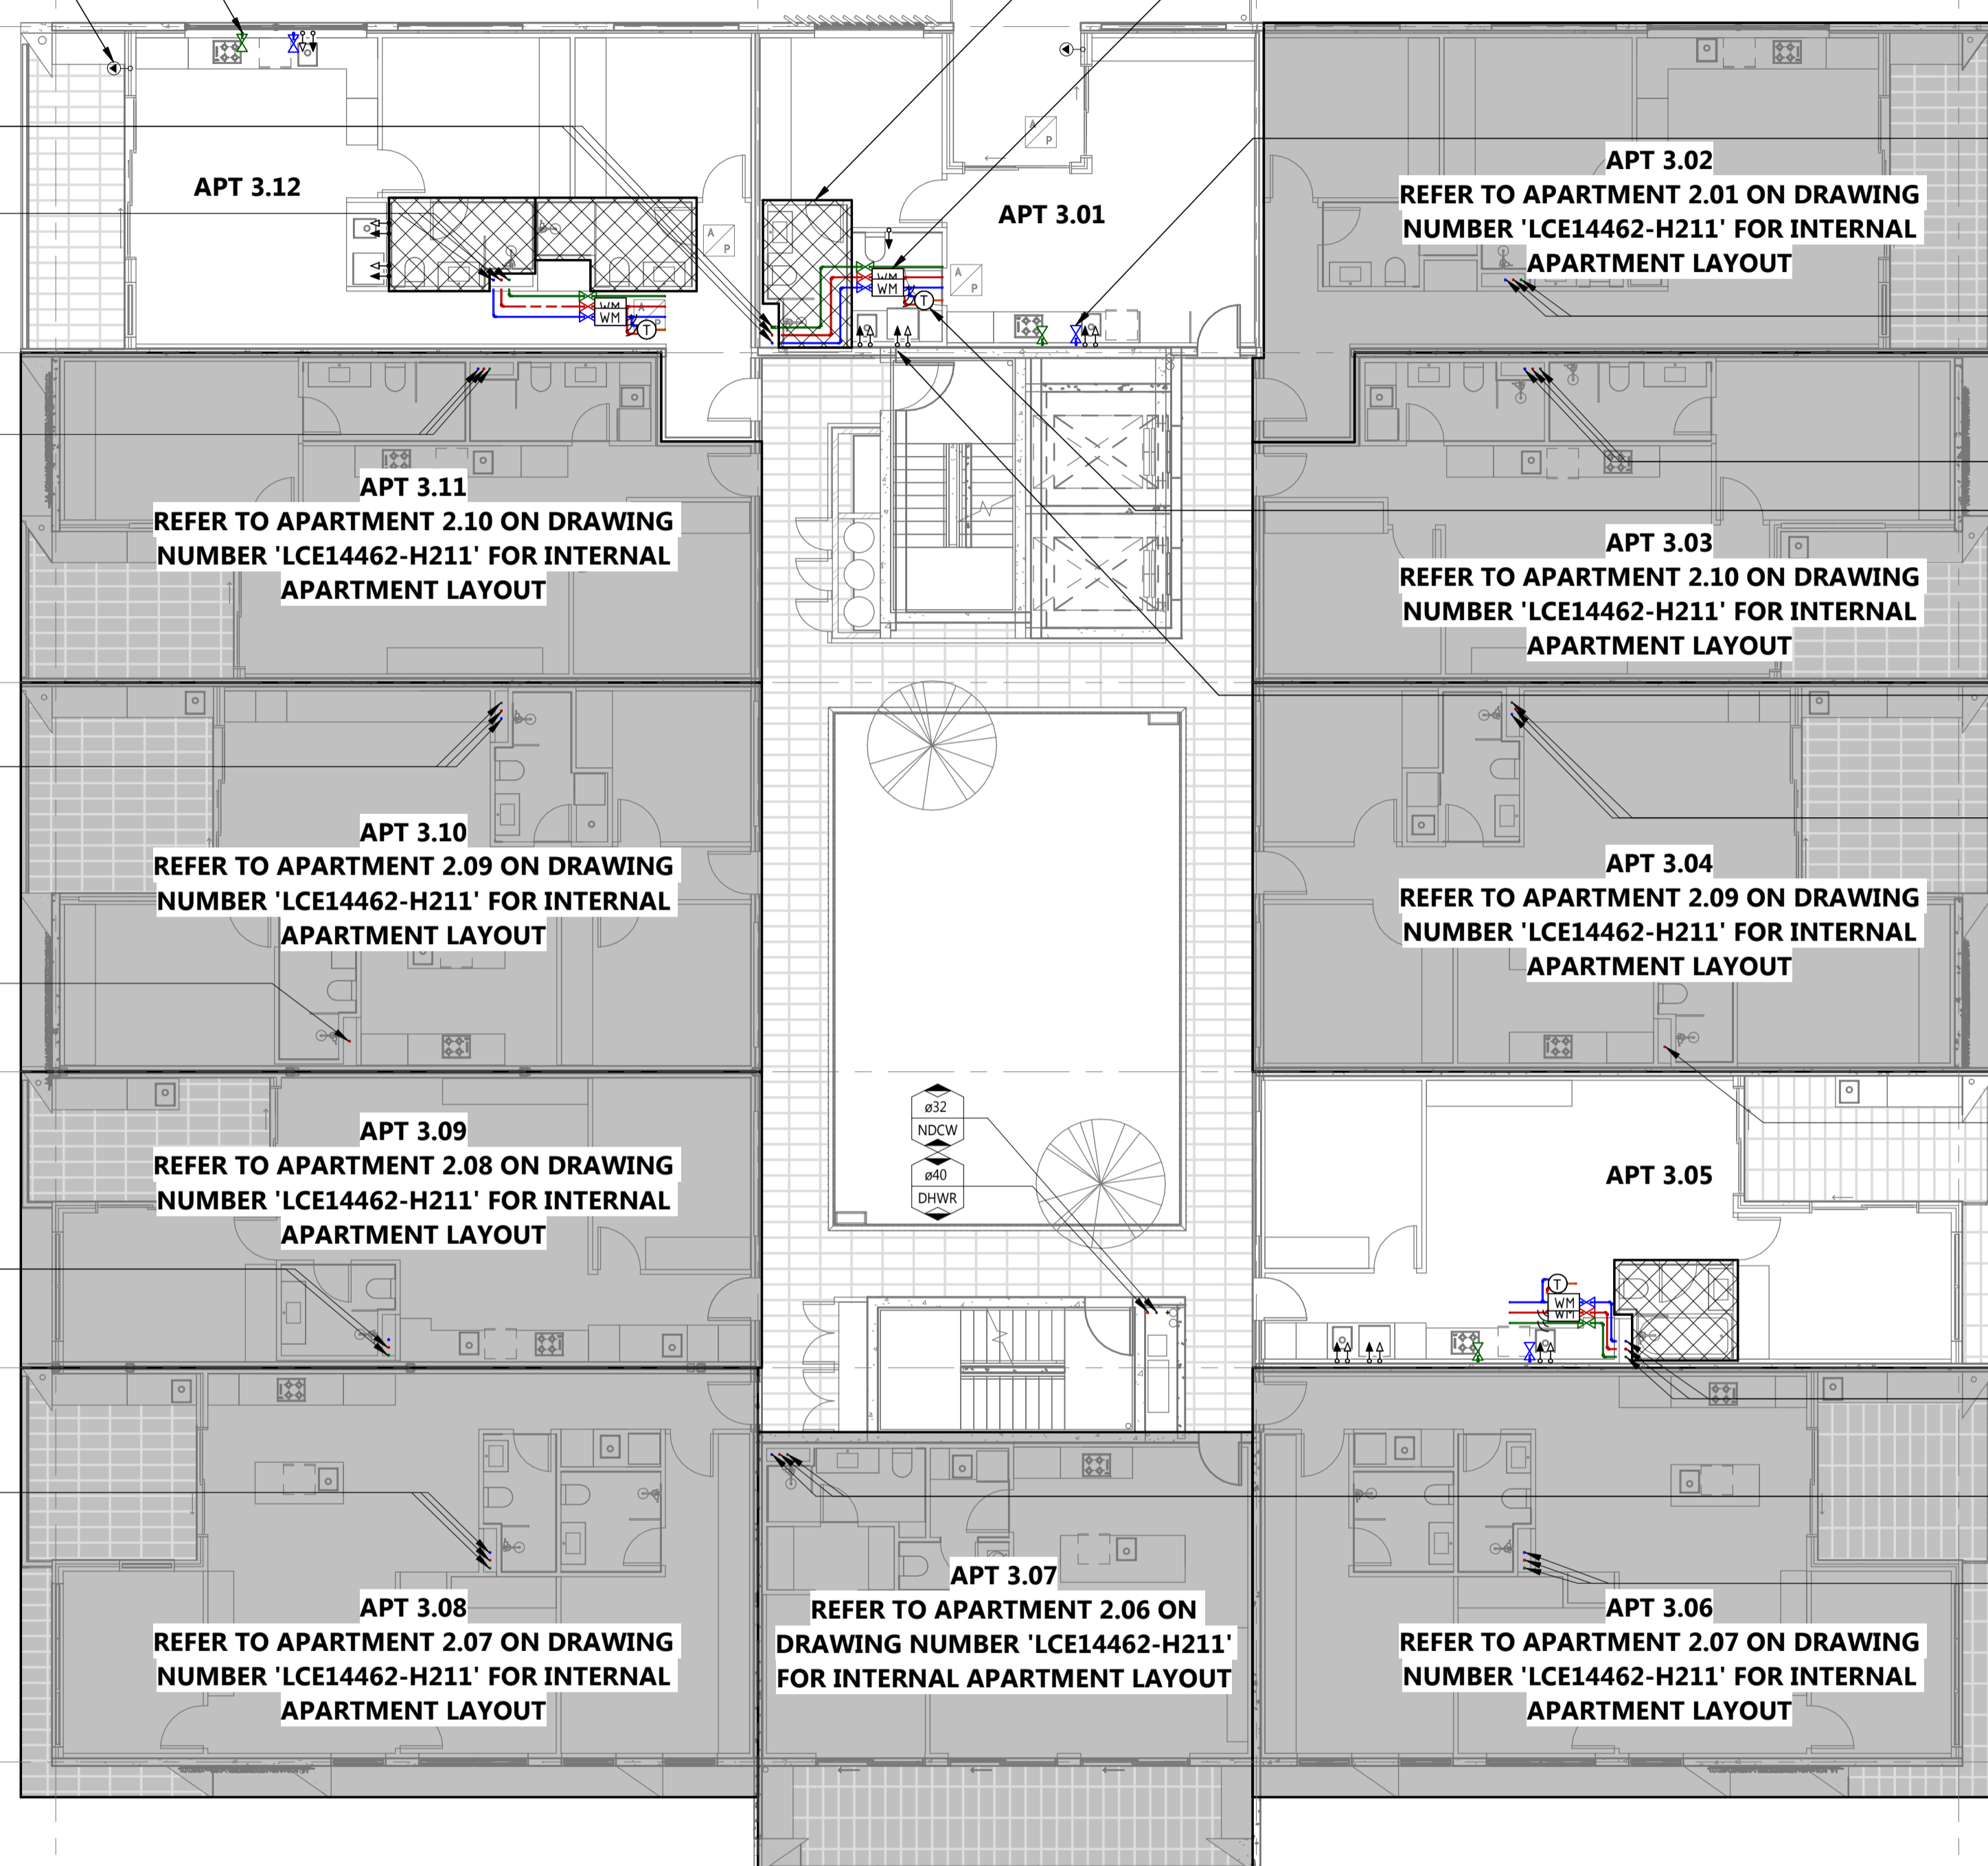 APT 3.12
APT 3.01
A
P
A
P
A
P
A
P
WM
WM
T
WM
WM
T
APT 3.02
REFER TO APARTMENT 2.01 ON DRAWING
NUMBER 'LCE14462-H211' FOR INTERNAL
APARTMENT LAYOUT
APT 3.11
REFER TO APARTMENT 2.10 ON DRAWING
NUMBER 'LCE14462-H211' FOR INTERNAL
APARTMENT LAYOUT
APT 3.03
REFER TO APARTMENT 2.10 ON DRAWING
NUMBER 'LCE14462-H211' FOR INTERNAL
APARTMENT LAYOUT
APT 3.10
REFER TO APARTMENT 2.09 ON DRAWING
NUMBER 'LCE14462-H211' FOR INTERNAL
APARTMENT LAYOUT
APT 3.04
REFER TO APARTMENT 2.09 ON DRAWING
NUMBER 'LCE14462-H211' FOR INTERNAL
APARTMENT LAYOUT
APT 3.09
REFER TO APARTMENT 2.08 ON DRAWING
NUMBER 'LCE14462-H211' FOR INTERNAL
APARTMENT LAYOUT
ø32
NDCW
ø40
DHWR
APT 3.05
T
WM
WM
APT 3.08
REFER TO APARTMENT 2.07 ON DRAWING
NUMBER 'LCE14462-H211' FOR INTERNAL
APARTMENT LAYOUT
APT 3.07
REFER TO APARTMENT 2.06 ON
DRAWING NUMBER 'LCE14462-H211'
FOR INTERNAL APARTMENT LAYOUT
APT 3.06
REFER TO APARTMENT 2.07 ON DRAWING
NUMBER 'LCE14462-H211' FOR INTERNAL
APARTMENT LAYOUT